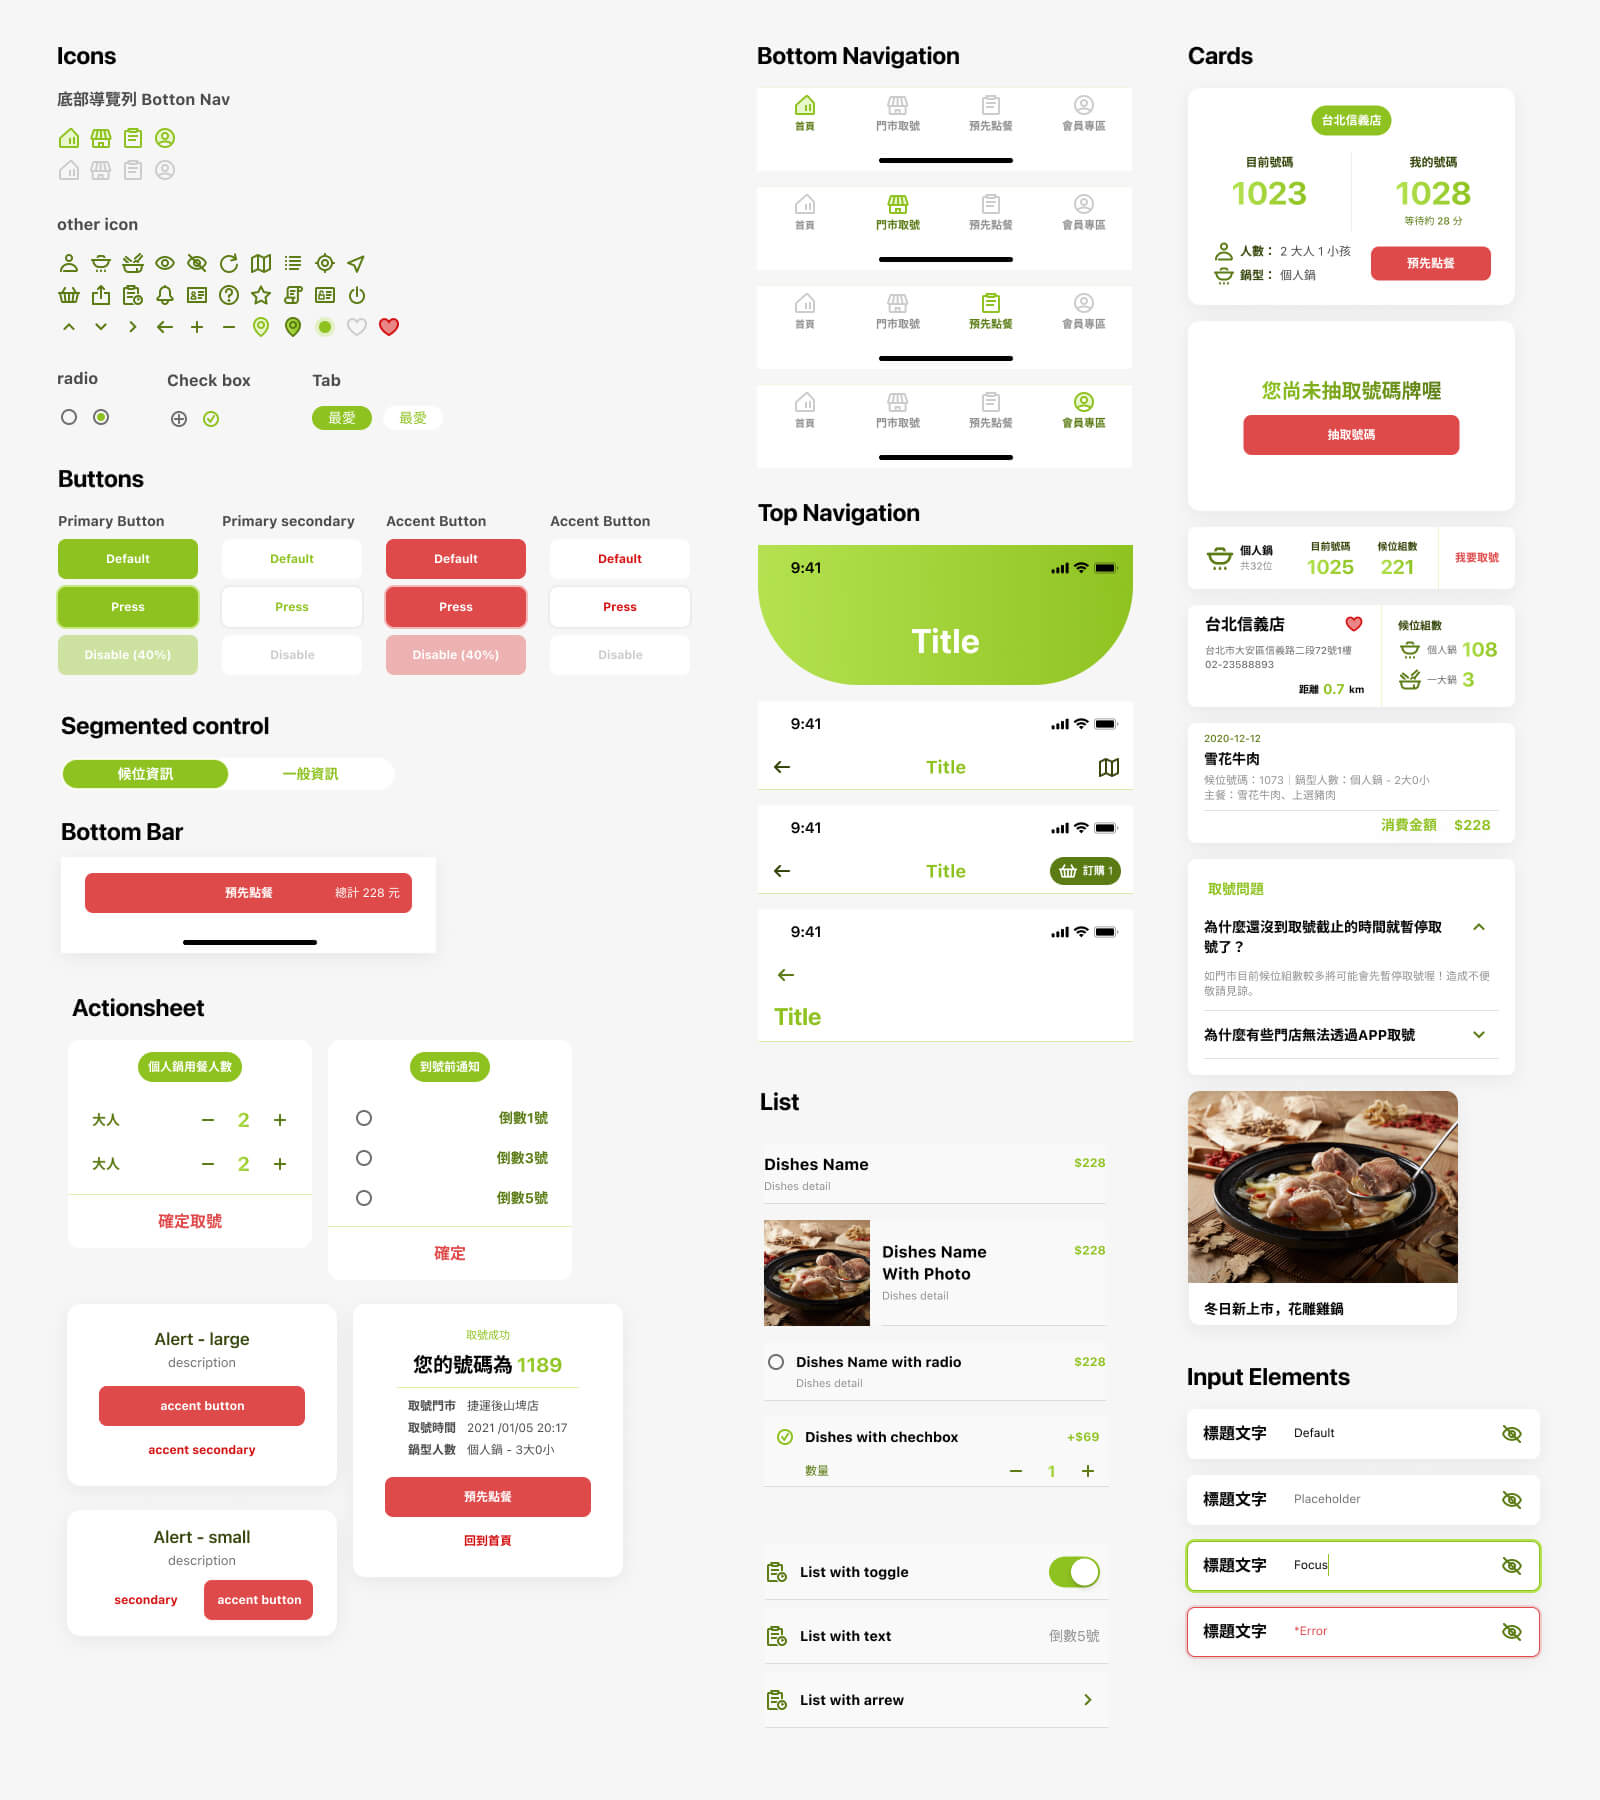 Icons
底部導覽列 Botton Nav
other icon
radio
Check box
Tab
最愛
最愛
Buttons
Primary Button
Primary secondary
Accent Button
Accent Button
Default
Default
Default
Default
Press
Press
Press
Press
Disable (40%)
Disable
Disable (40%)
Disable
Segmented control
候位資訊
一般資訊
Bottom Bar
預先點餐
總計 228 元
Actionsheet
個人鍋用餐人數
大人
2
大人
2
確定取號
到號前通知
倒數1號
倒數3號
倒數5號
確定
Alert - large
description
accent button
accent secondary
Alert - small
description
secondary
accent button
取號成功
您的號碼為 1189
取號門市 捷運後山埤店
取號時間 2021 /01/05 20:17
鍋型人數 個人鍋 - 3大0小
預先點餐
回到首頁
Bottom Navigation
首頁
門市取號
預先點餐
會員專區
首頁
門市取號
預先點餐
會員專區
首頁
門市取號
預先點餐
會員專區
首頁
門市取號
預先點餐
會員專區
Top Navigation
9:41
Title
9:41
Title
9:41
Title
訂購 1
9:41
Title
List
Dishes Name
$228
Dishes detail
Dishes Name
With Photo
$228
Dishes detail
Dishes Name with radio
$228
Dishes detail
Dishes with chechbox
+$69
數量
1
List with toggle
List with text
倒數5號
List with arrew
Cards
台北信義店
目前號碼
1023
我的號碼
1028
等待約 28 分
人數： 2 大人 1 小孩
鍋型： 個人鍋
預先點餐
您尚未抽取號碼牌喔
抽取號碼
個人鍋
共32位
目前號碼
1025
候位組數
221
我要取號
台北信義店
台北市大安區信義路二段72號1樓
02-23588893
距離 0.7 km
候位組數
個人鍋 108
一大鍋 3
2020-12-12
雪花牛肉
候位號碼：1073｜鍋型人數：個人鍋 - 2大0小
主餐：雪花牛肉、上選豬肉
消費金額 $228
取號問題
為什麼還沒到取號截止的時間就暫停取
號了？
如門市目前候位組數較多將可能會先暫停取號喔！造成不便
敬請見諒。
為什麼有些門店無法透過APP取號
冬日新上市，花雕雞鍋
Input Elements
標題文字
Default
標題文字
Placeholder
標題文字
Focus
標題文字
*Error